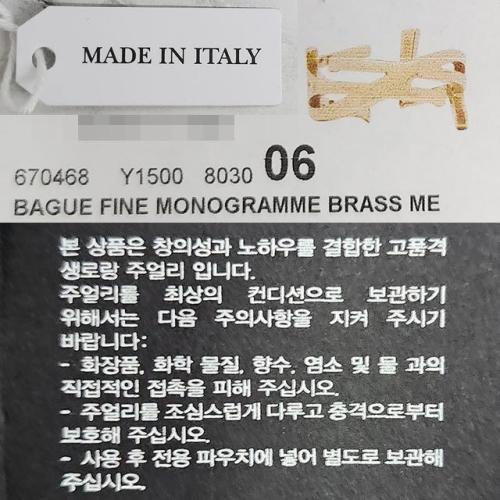 MADE IN ITALY
670468 Y1500 8030 06
BAGUE FINE MONOGRAMME BRASS ME
본 상품은 창의성과 노하우를 결합한 고품격
생로랑 주얼리 입니다.
주얼리를 최상의 컨디션으로 보관하기
위해서는 다음 주의사항을 지켜 주시기
바랍니다:
- 화장품, 화학 물질, 향수, 염소 및 물 과의
직접적인 접촉을 피해 주십시오.
- 주얼리를 조심스럽게 다루고 충격으로부터
보호해 주십시오.
- 사용 후 전용 파우치에 넣어 별도로 보관해
주십시오.